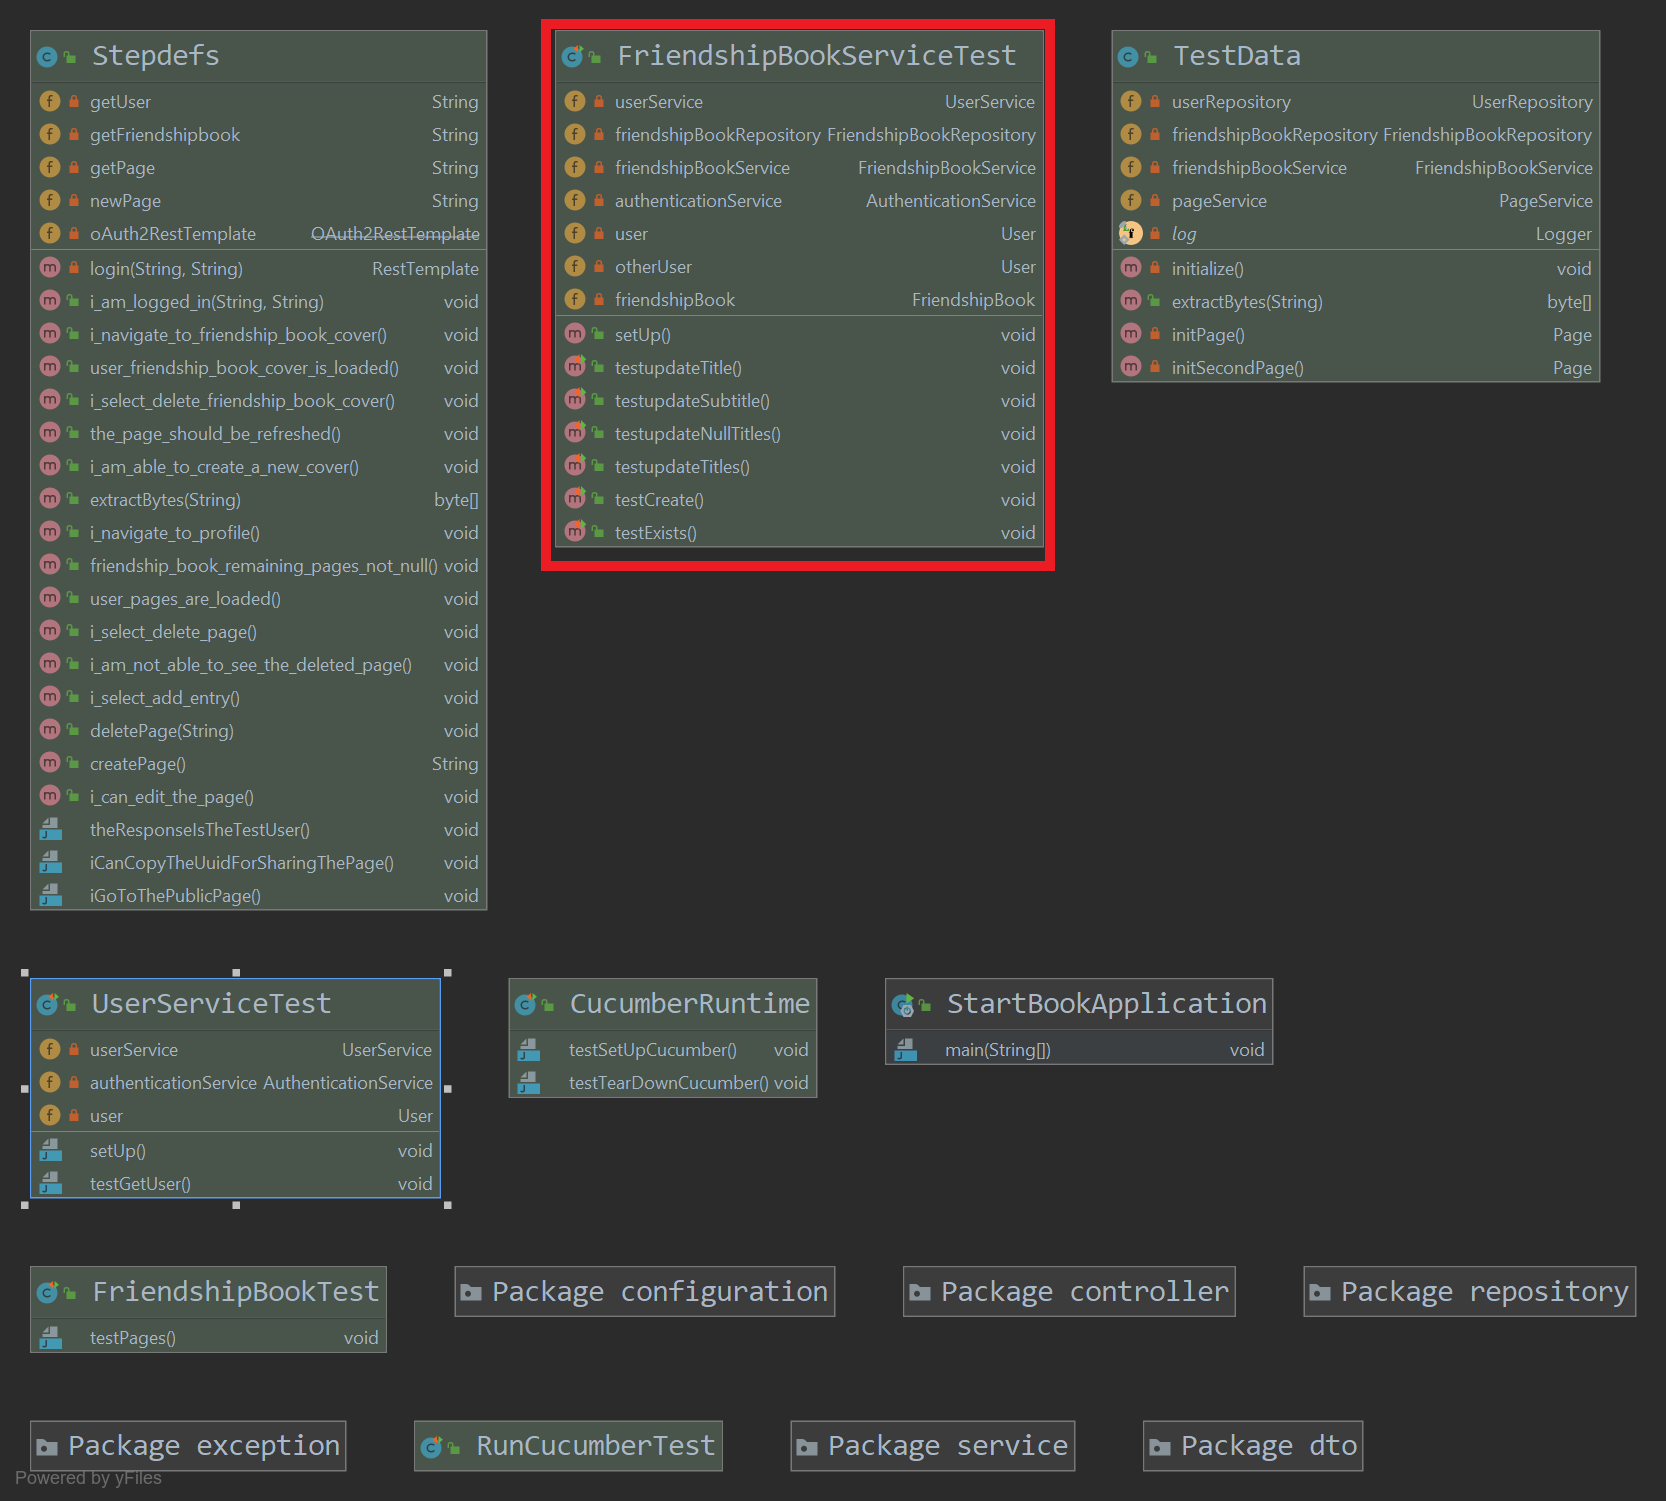 Stepdefs
getUser String
getFriendshipbook String
getPage String
newPage String
oAuth2RestTemplate OAuth2RestTemplate
login(String, String) RestTemplate
i_am_logged_in(String, String) void
i_navigate_to_friendship_book_cover() void
user_friendship_book_cover_is_loaded() void
i_select_delete_friendship_book_cover() void
the_page_should_be_refreshed() void
i_am_able_to_create_a_new_cover() void
extractBytes(String) byte[]
i_navigate_to_profile() void
friendship_book_remaining_pages_not_null() void
user_pages_are_loaded() void
i_select_delete_page() void
i_am_not_able_to_see_the_deleted_page() void
i_select_add_entry() void
deletePage(String) void
createPage() String
i_can_edit_the_page() void
theResponseIsTheTestUser() void
iCanCopyTheUuidForSharingThePage() void
iGoToThePublicPage() void
FriendshipBookServiceTest
userService UserService
friendshipBookRepository FriendshipBookRepository
friendshipBookService FriendshipBookService
authenticationService AuthenticationService
user User
otherUser User
friendshipBook FriendshipBook
setUp() void
testupdateTitle() void
testupdateSubtitle() void
testupdateNullTitles() void
testupdateTitles() void
testCreate() void
testExists() void
TestData
userRepository UserRepository
friendshipBookRepository FriendshipBookRepository
friendshipBookService FriendshipBookService
pageService PageService
log Logger
initialize() void
extractBytes(String) byte[]
initPage() Page
initSecondPage() Page
UserServiceTest
userService UserService
authenticationService AuthenticationService
user User
setUp() void
testGetUser() void
CucumberRuntime
testSetUpCucumber() void
testTearDownCucumber() void
StartBookApplication
main(String[]) void
FriendshipBookTest
testPages() void
Package configuration
Package controller
Package repository
Package exception
RunCucumberTest
Package service
Package dto
Powered by yFiles